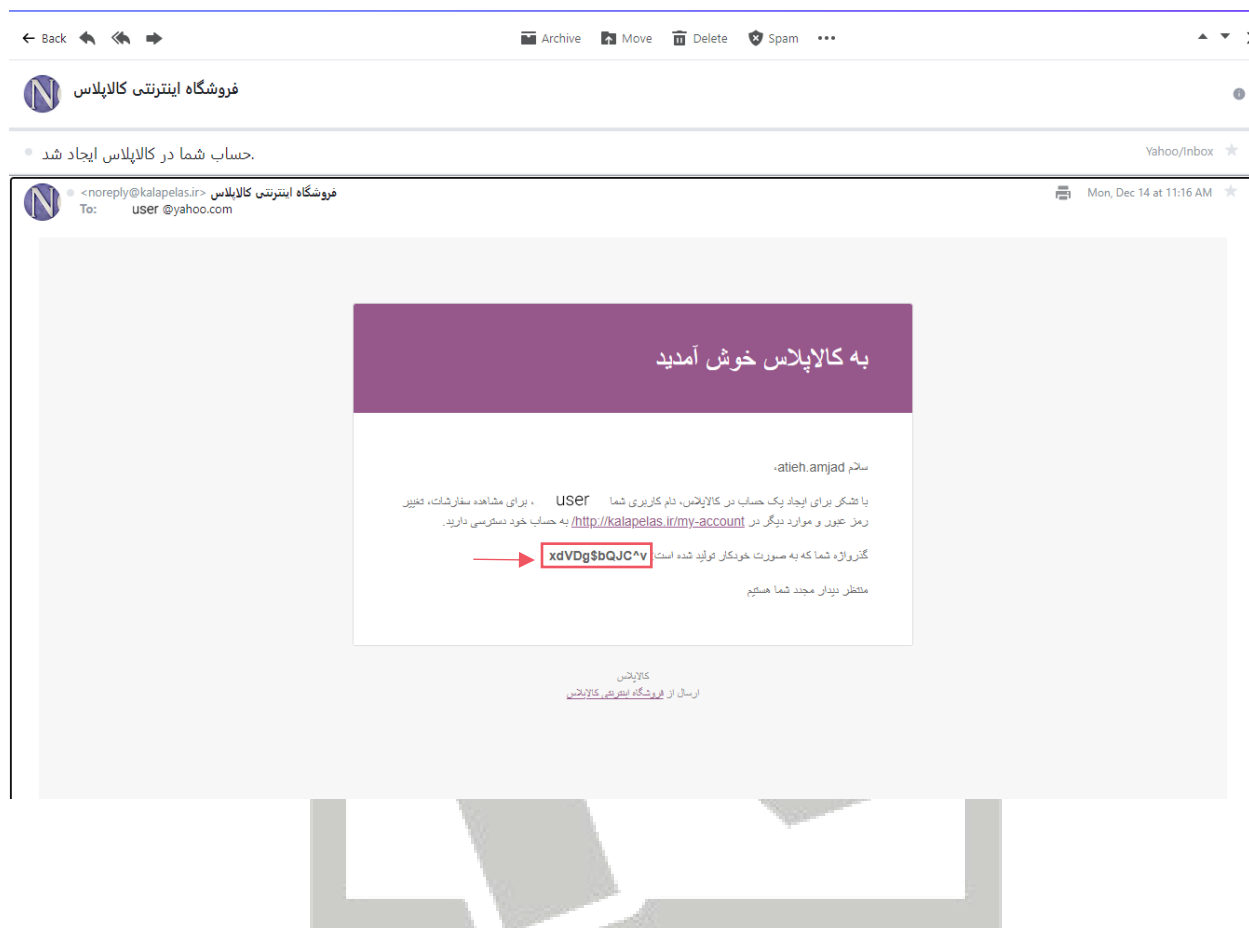 Back
Archive Move Delete Spam
فروشگاه اینترنتی کالاپلاس
.حساب شما در کالاپلاس ایجاد شد
Yahoo/Inbox
فروشگاه اینترنتی کالاپلاس <noreply@kalapelas.ir>
Mon, Dec 14 at 11:16 AM
To: user @yahoo.com
به کالاپلاس خوش آمدید
سلام atieh.amjad،
با تشکر برای ایجاد یک حساب در کالاپلاس، نام کاربری شما user ، برای مشاهده سفارشات، تغییر
رمز عبور و موارد دیگر در http://kalapelas.ir/my-account/ به حساب خود دسترسی دارید.
گذرواژه شما که به صورت خودکار تولید شده است: xdVDg$bQJC^v
منتظر دیدار مجدد شما هستیم
کالاپلاس
ارسال از فروشگاه اینترنتی کالاپلاس